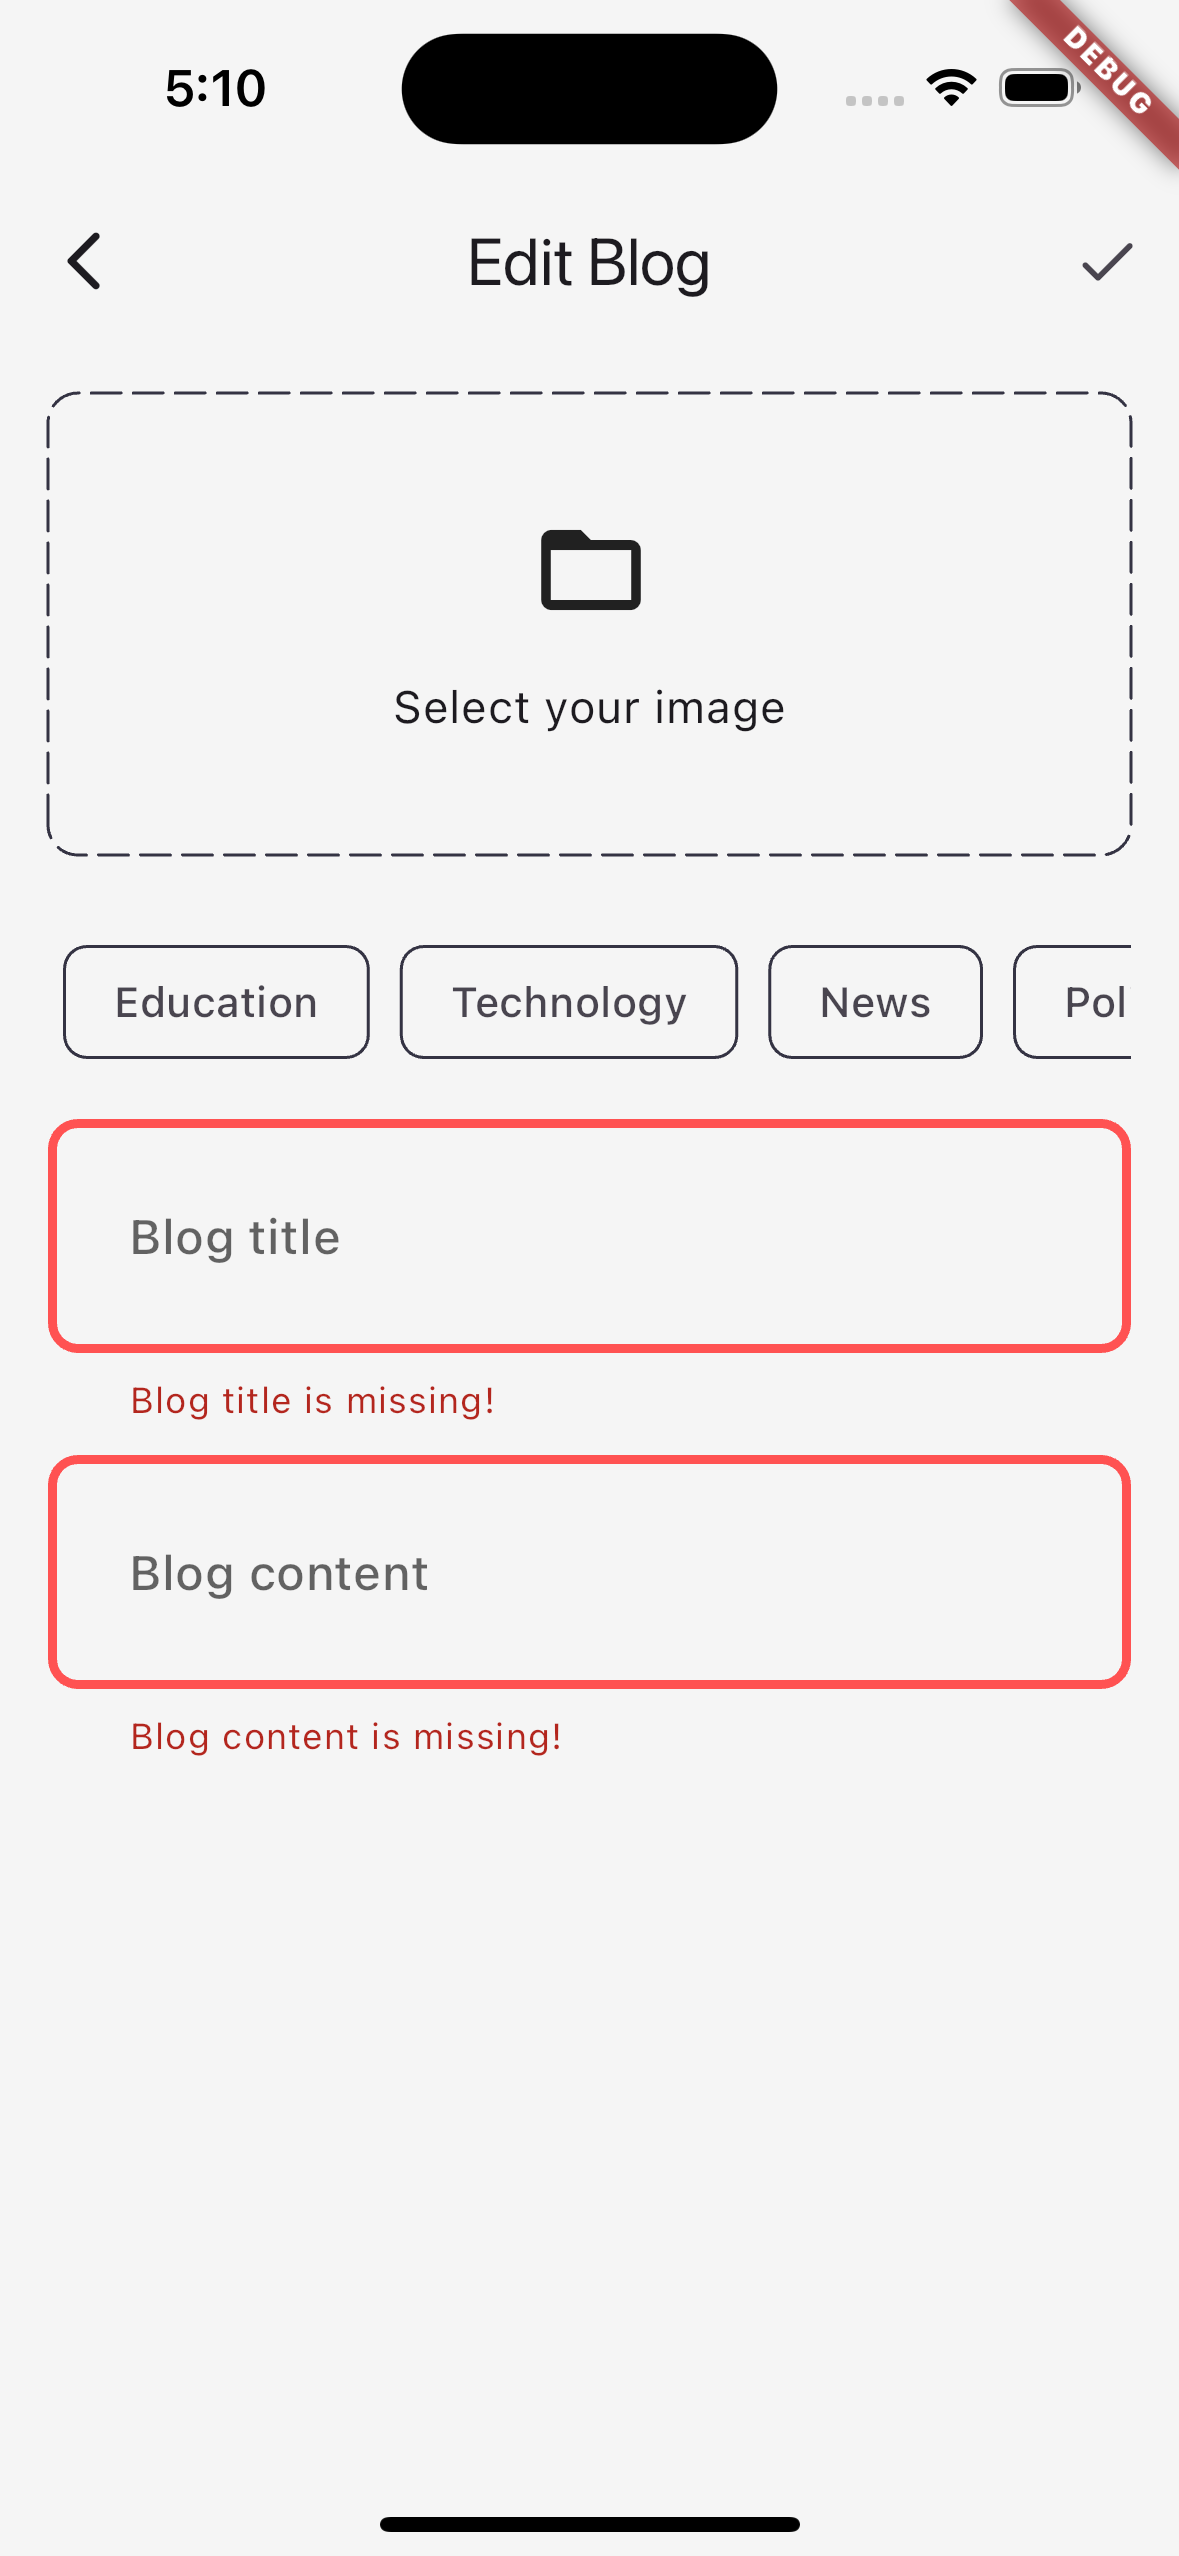 5:10
DEBUG
Edit Blog
Select your image
Education Technology News Pol
Blog title
Blog title is missing!
Blog content
Blog content is missing!